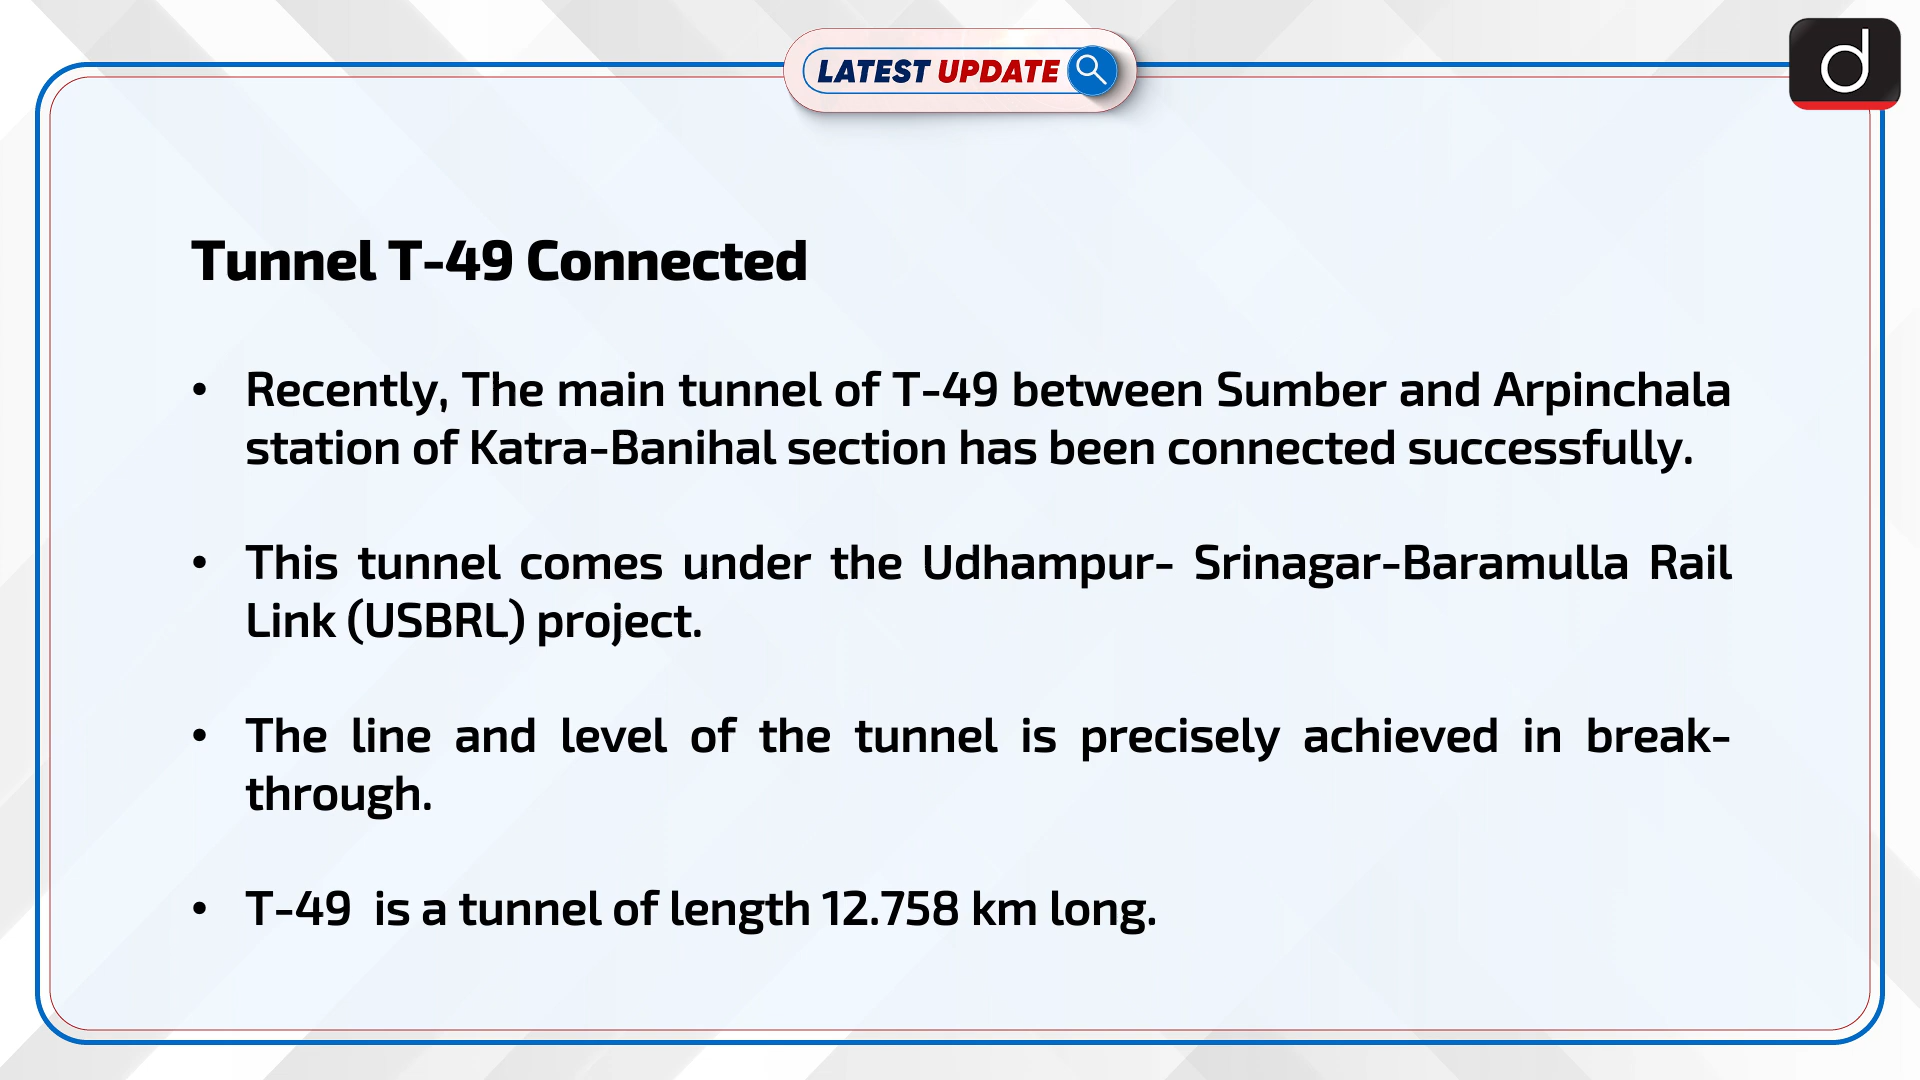 LATEST UPDATE
d
Tunnel T-49 Connected
• Recently, The main tunnel of T-49 between Sumber and Arpinchala
station of Katra-Banihal section has been connected successfully.
• This tunnel comes under the Udhampur- Srinagar-Baramulla Rail
Link (USBRL) project.
• The line and level of the tunnel is precisely achieved in break-
through.
• T-49  is a tunnel of length 12.758 km long.